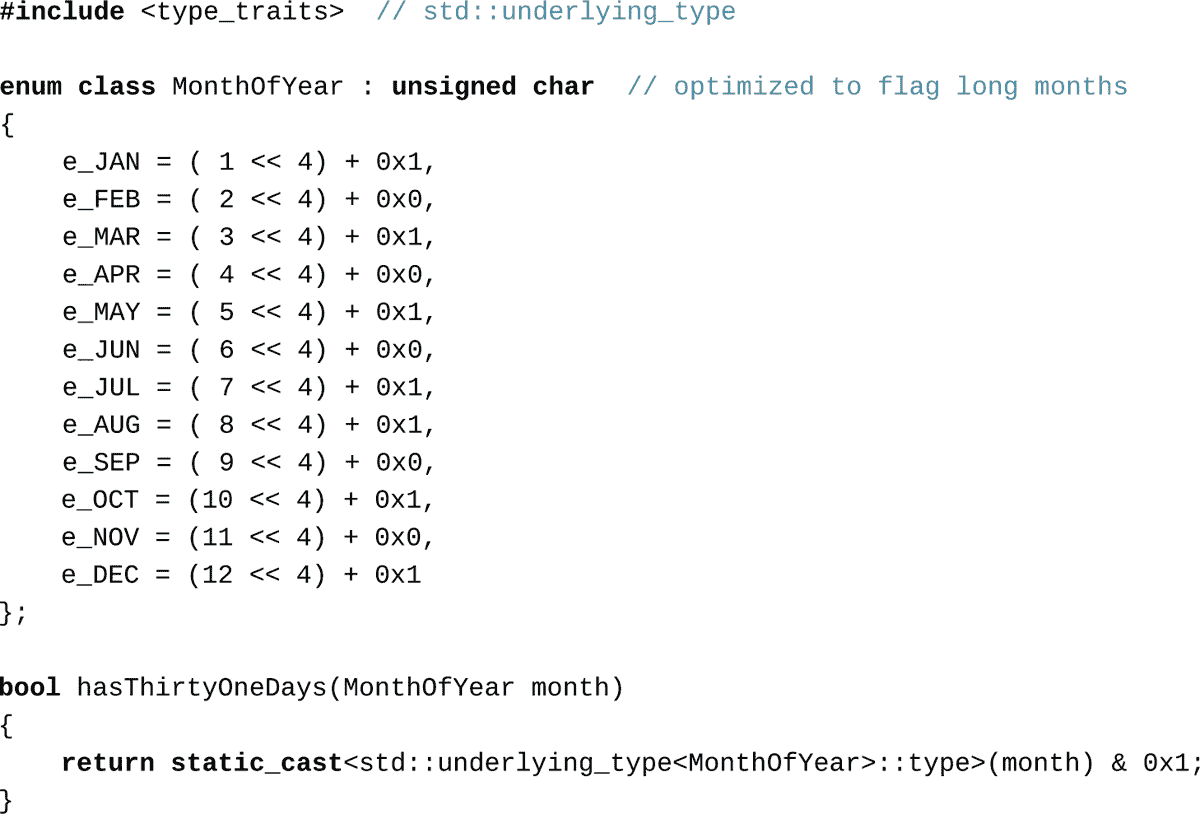 #include <type_traits>  // std::underlying_type

enum class MonthOfYear : unsigned char  // optimized to flag long months
{
    e_JAN = ( 1 << 4) + 0x1,
    e_FEB = ( 2 << 4) + 0x0,
    e_MAR = ( 3 << 4) + 0x1,
    e_APR = ( 4 << 4) + 0x0,
    e_MAY = ( 5 << 4) + 0x1,
    e_JUN = ( 6 << 4) + 0x0,
    e_JUL = ( 7 << 4) + 0x1,
    e_AUG = ( 8 << 4) + 0x1,
    e_SEP = ( 9 << 4) + 0x0,
    e_OCT = (10 << 4) + 0x1,
    e_NOV = (11 << 4) + 0x0,
    e_DEC = (12 << 4) + 0x1
};

bool hasThirtyOneDays(MonthOfYear month)
{
    return static_cast<std::underlying_type<MonthOfYear>::type>(month) & 0x1;
}